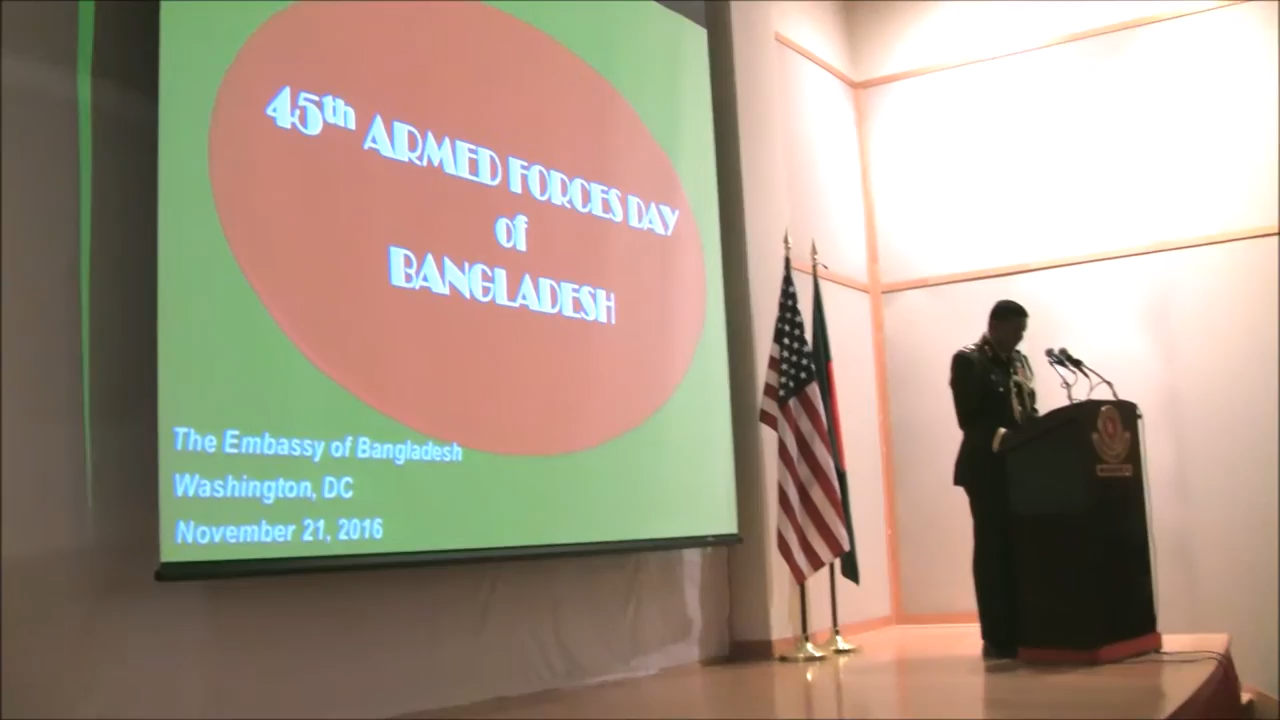 45th ARMED FORCES DAY
of
BANGLADESH
The Embassy of Bangladesh
Washington, DC
November 21, 2016